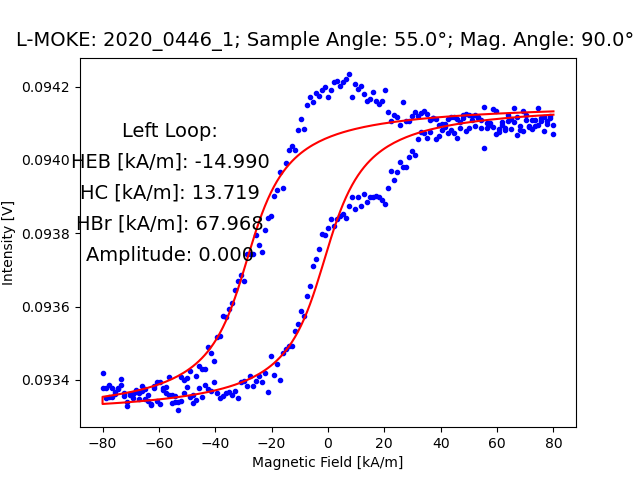 L-MOKE: 2020_0446_1; Sample Angle: 55.0°; Mag. Angle: 90.0°
Left Loop:
HEB [kA/m]: -14.990
HC [kA/m]: 13.719
HBr [kA/m]: 67.968
Amplitude: 0.000
Intensity [V]
0.0942
0.0940
0.0938
0.0936
0.0934
−80
−60
−40
−20
0
20
40
60
80
Magnetic Field [kA/m]